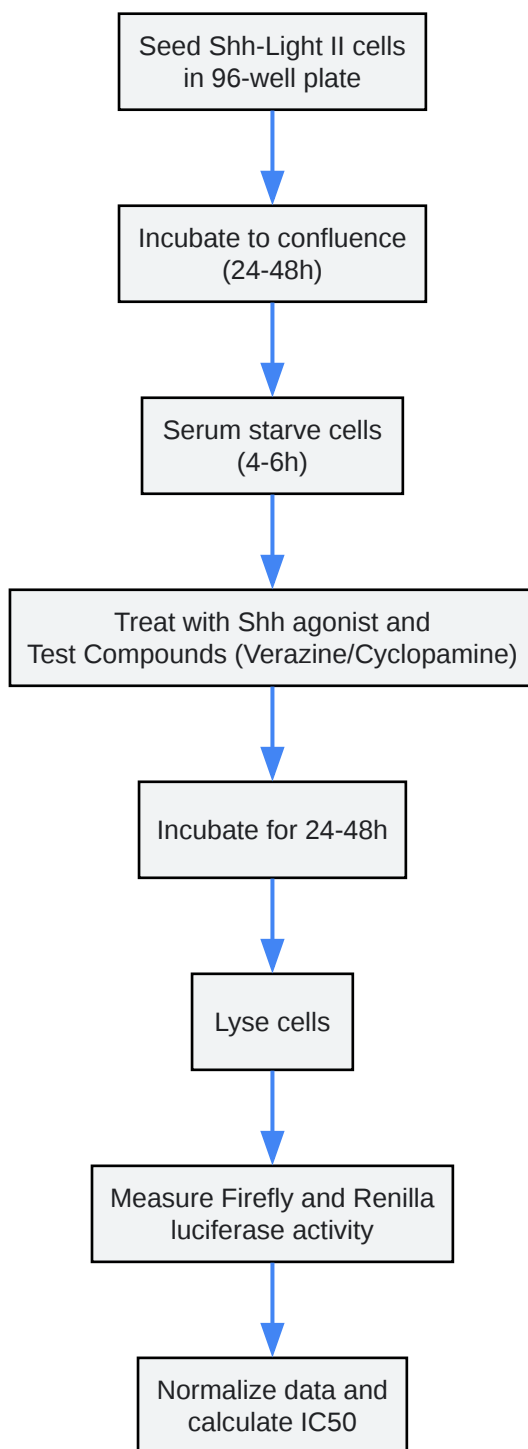 Seed Shh-Light II cells
in 96-well plate
Incubate to confluence
(24-48h)
Serum starve cells
(4-6h)
Treat with Shh agonist and
Test Compounds (Verazine/Cyclopamine)
Incubate for 24-48h
Lyse cells
Measure Firefly and Renilla
luciferase activity
Normalize data and
calculate IC50